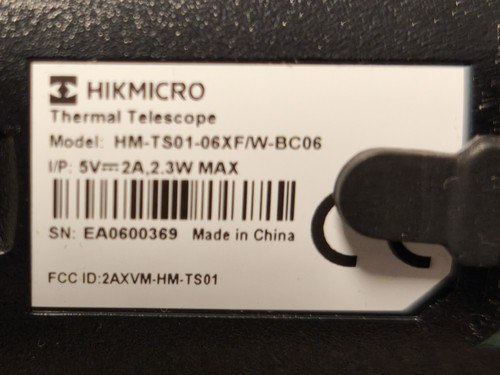 HIKMICRO
Thermal Telescope
Model: HM-TS01-06XF/W-BC06
I/P: 5V⎓2A,2.3W MAX
SN: EA0600369 Made in China
FCC ID:2AXVM-HM-TS01